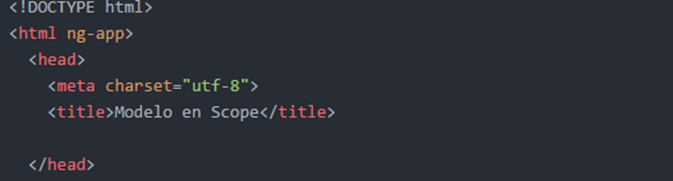 <!DOCTYPE html>
<html ng-app>
<head>
<meta charset="utf-8">
<title>Modelo en Scope</title>
</head>